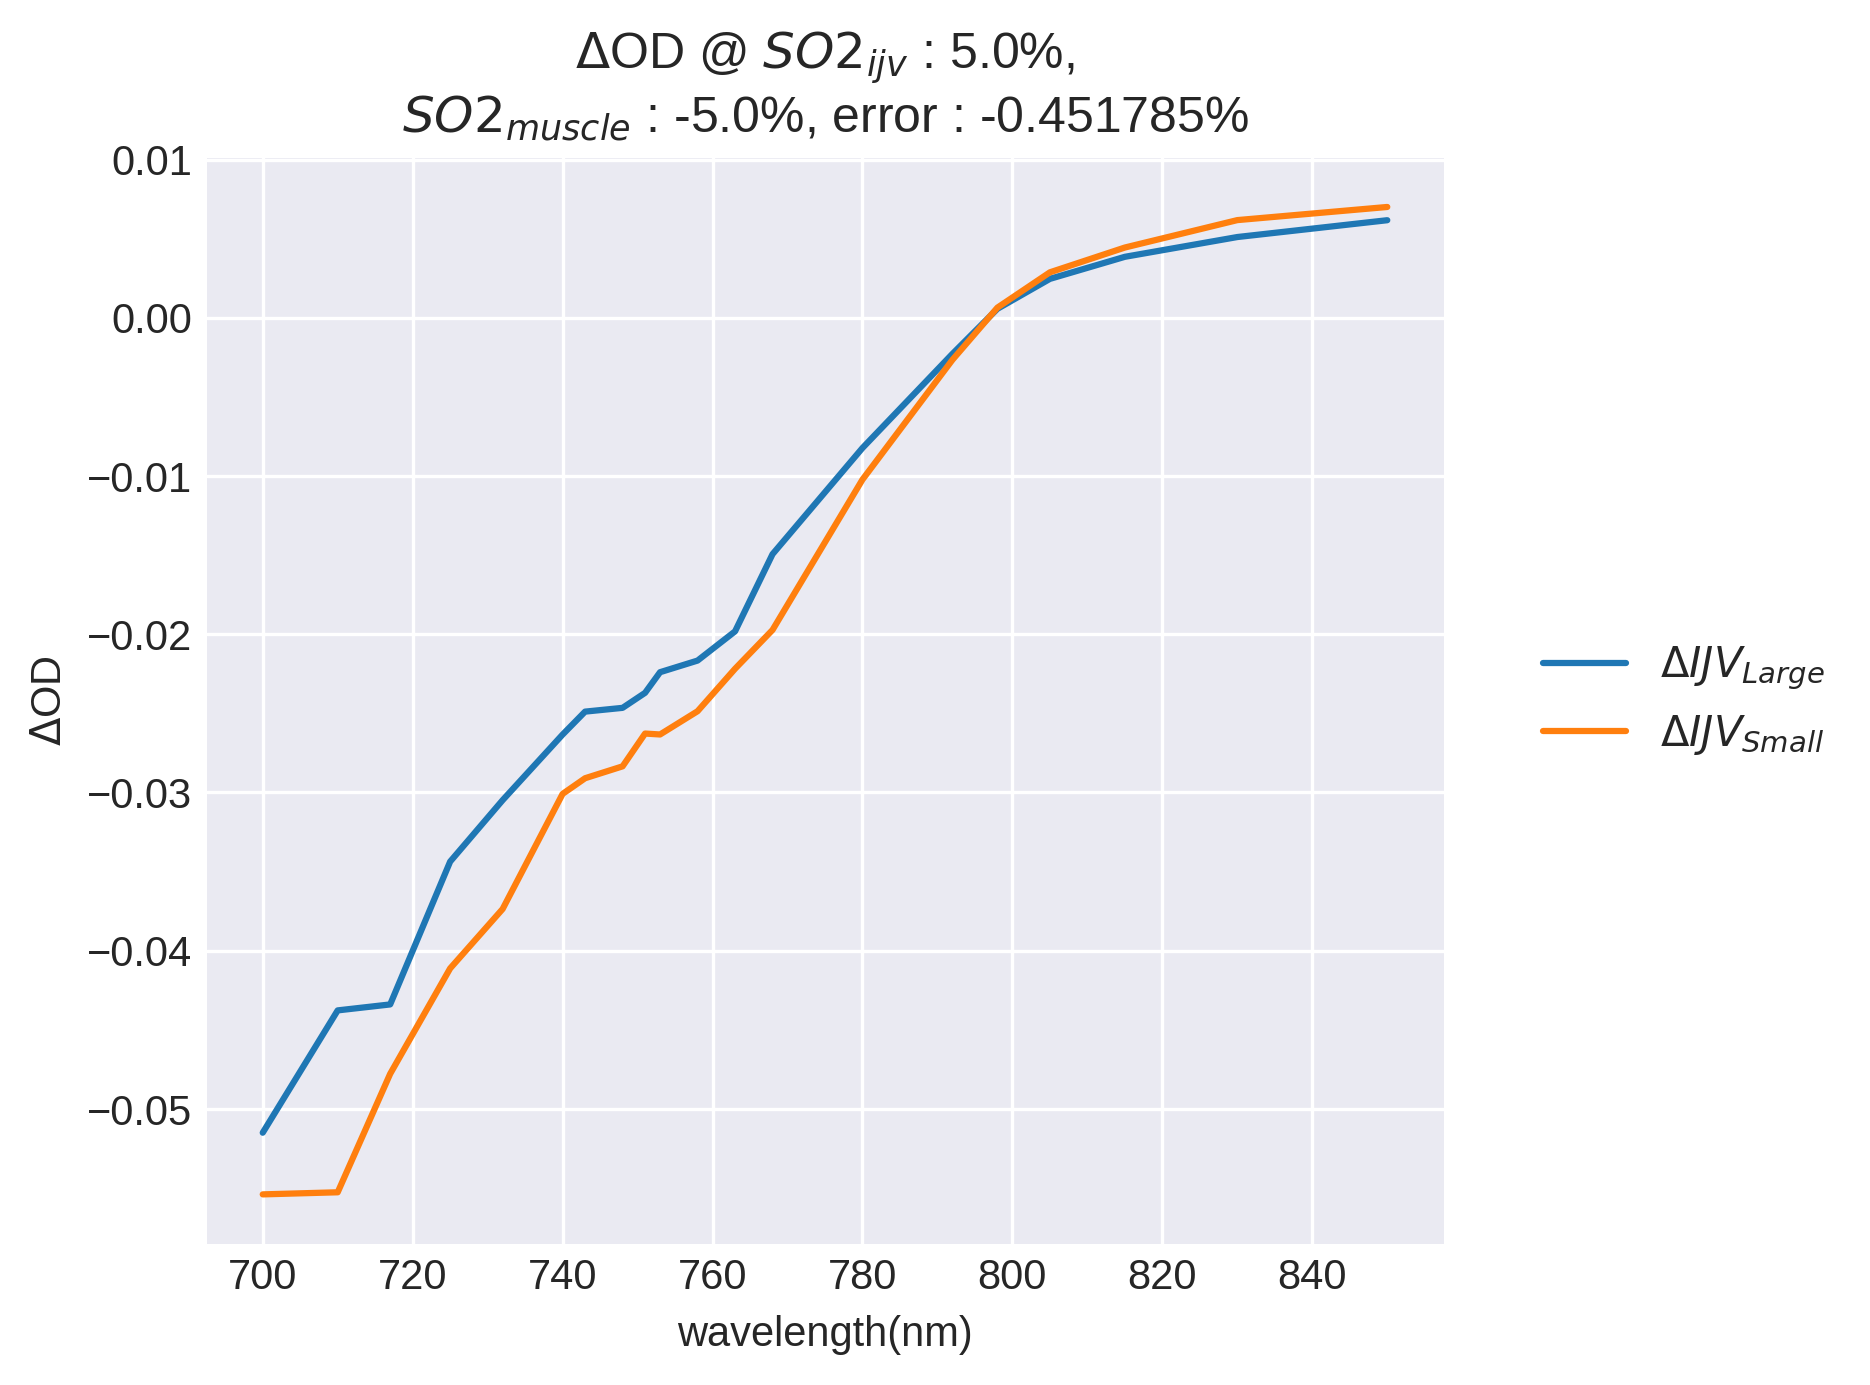 ΔOD @ SO2ijv : 5.0%,
SO2muscle : -5.0%, error : -0.451785%
0.01
0.00
−0.01
−0.02
−0.03
−0.04
−0.05
ΔOD
700 720 740 760 780 800 820 840
wavelength(nm)
ΔIJVLarge
ΔIJVSmall